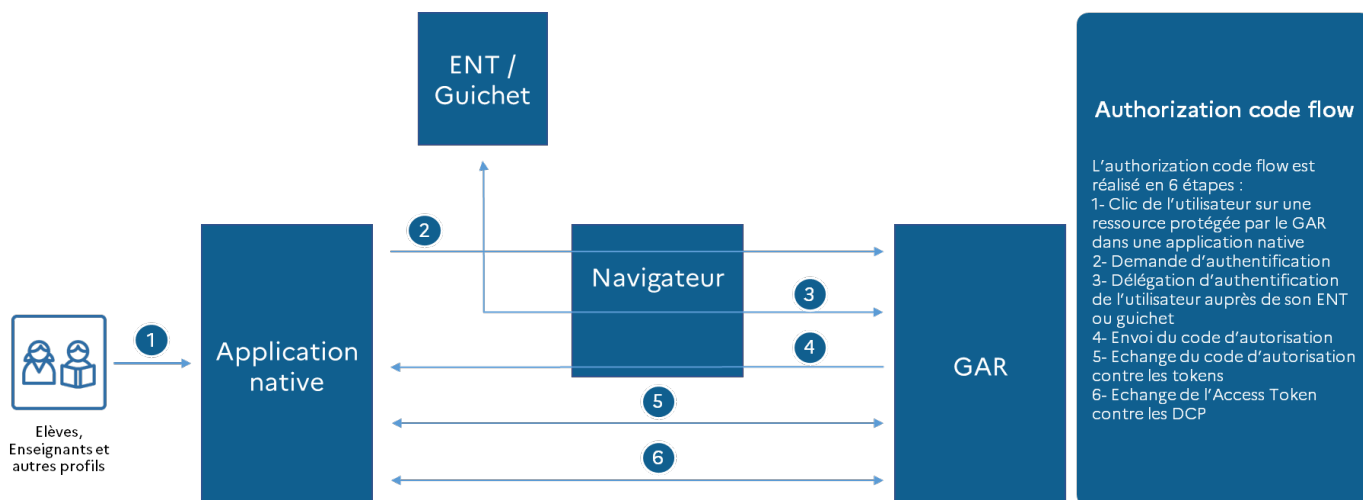 ENT /
Guichet
2
Navigateur
3
1
Application
native
4
GAR
5
6
Elèves,
Enseignants et
autres profils
Authorization code flow
L'authorization code flow est
réalisé en 6 étapes :
1- Clic de l'utilisateur sur une
ressource protégée par le GAR
dans une application native
2- Demande d'authentification
3- Délégation d'authentification
de l'utilisateur auprès de son ENT
ou guichet
4- Envoi du code d'autorisation
5- Echange du code d'autorisation
contre les tokens
6- Echange de l'Access Token
contre les DCP